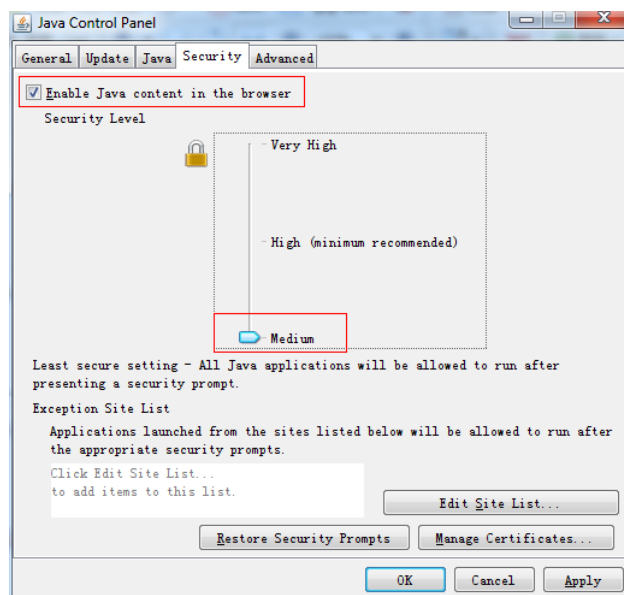 Java Control Panel
General Update Java Security Advanced
Enable Java content in the browser
Security Level
Very High
High (minimum recommended)
Medium
Least secure setting - All Java applications will be allowed to run after
presenting a security prompt.
Exception Site List
Applications launched from the sites listed below will be allowed to run after
the appropriate security prompts.
Click Edit Site List...
to add items to this list.
Edit Site List...
Restore Security Prompts Manage Certificates...
OK Cancel Apply